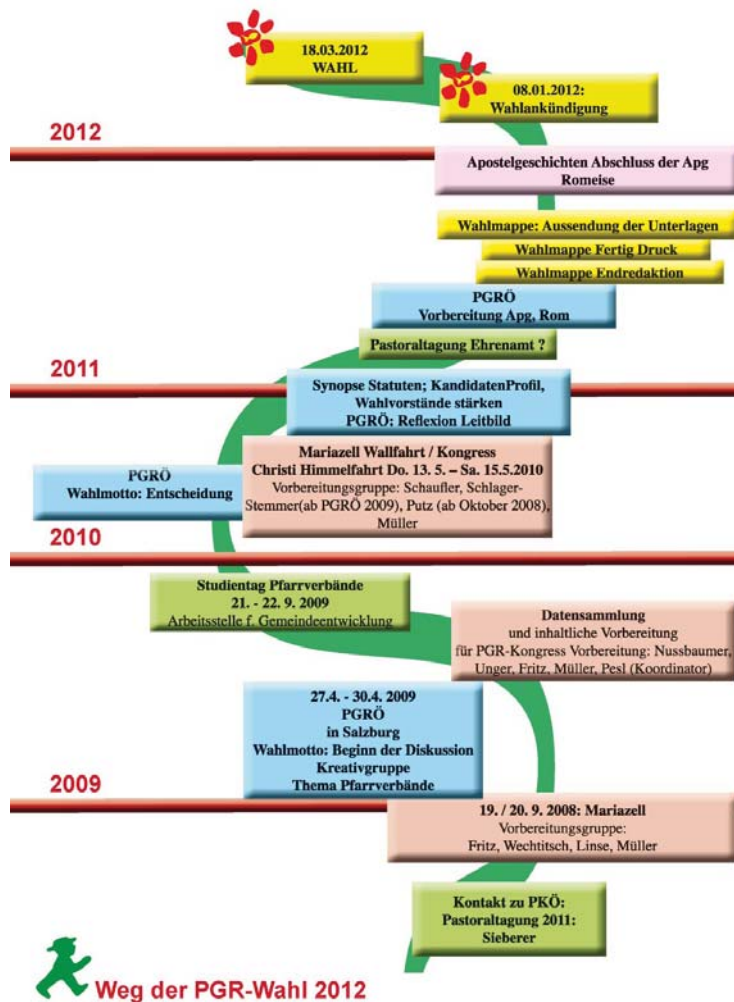 18.03.2012
WAHL
08.01.2012:
Wahlankündigung
2012
Apostelgeschichten Abschluss der Apg
Romeise
Wahlmappe: Aussendung der Unterlagen
Wahlmappe Fertig Druck
Wahlmappe Endredaktion
PGRÖ
Vorbereitung Apg, Rom
Pastoraltagung Ehrenamt ?
2011
Synopse Statuten; KandidatenProfil,
Wahlvorstände stärken
PGRÖ: Reflexion Leitbild
Mariazell Wallfahrt / Kongress
Christi Himmelfahrt Do. 13. 5. – Sa. 15.5.2010
Vorbereitungsgruppe: Schaufler, Schlager-
Stemmer(ab PGRÖ 2009), Putz (ab Oktober 2008),
Müller
PGRÖ
Wahlmotto: Entscheidung
2010
Studientag Pfarrverbände
21. - 22. 9. 2009
Arbeitsstelle f. Gemeindeentwicklung
Datensammlung
und inhaltliche Vorbereitung
für PGR-Kongress Vorbereitung: Nussbaumer,
Unger, Fritz, Müller, Pesl (Koordinator)
27.4. - 30.4. 2009
PGRÖ
in Salzburg
Wahlmotto: Beginn der Diskussion
Kreativgruppe
Thema Pfarrverbände
2009
19. / 20. 9. 2008: Mariazell
Vorbereitungsgruppe:
Fritz, Wechtitsch, Linse, Müller
Kontakt zu PKÖ:
Pastoraltagung 2011:
Sieberer
Weg der PGR-Wahl 2012